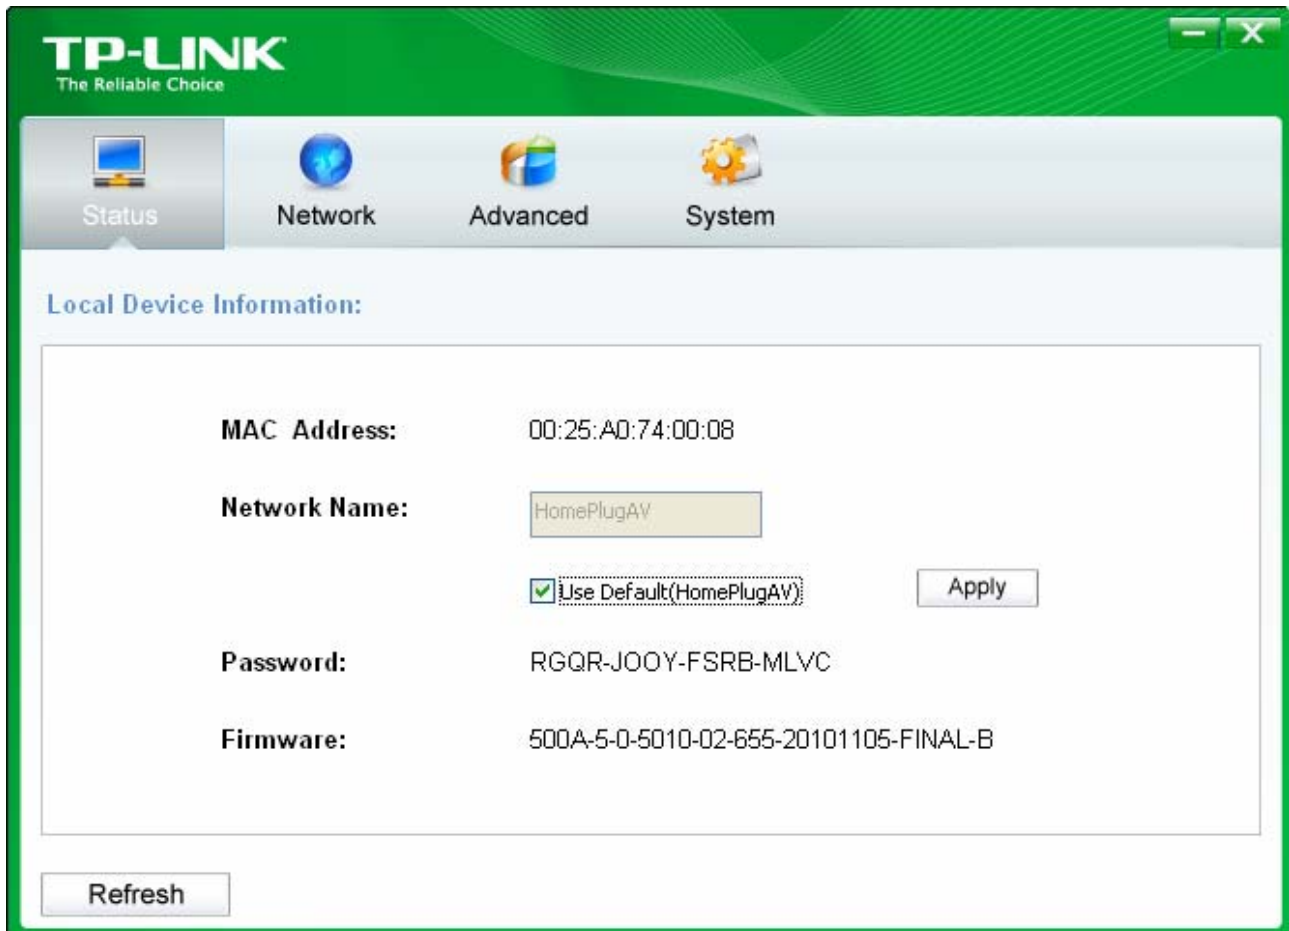 TP-LINK
The Reliable Choice
Status
Network
Advanced
System
Local Device Information:
MAC Address: 00:25:A0:74:00:08
Network Name: HomePlugAV
Use Default(HomePlugAV) Apply
Password: RGQR-JOOY-FSRB-MLVC
Firmware: 500A-5-0-5010-02-655-20101105-FINAL-B
Refresh